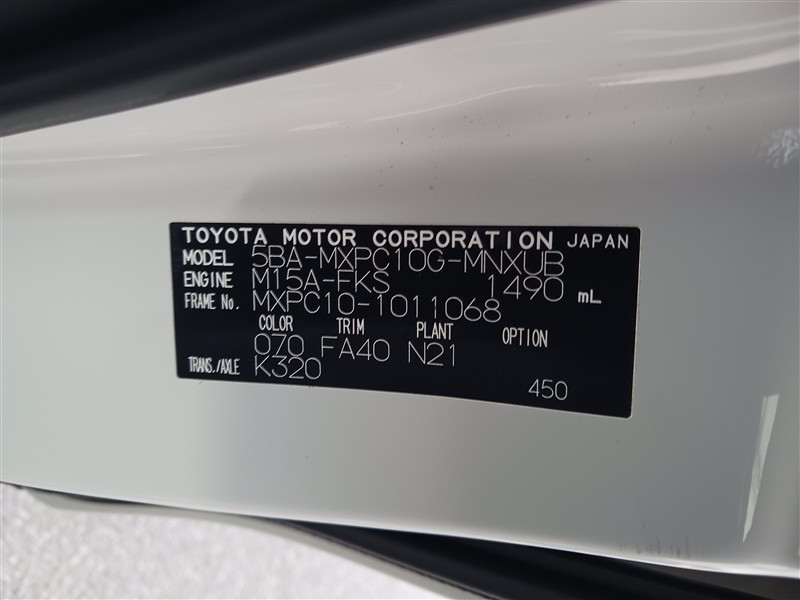 TOYOTA MOTOR CORPORATION JAPAN
MODEL 5BA-MXPC10G-MNXUB
ENGINE M15A-FKS 1490 mL
FRAME No. MXPC10-1011068
COLOR TRIM PLANT OPTION
070 FA40 N21
TRANS./AXLE K320
450